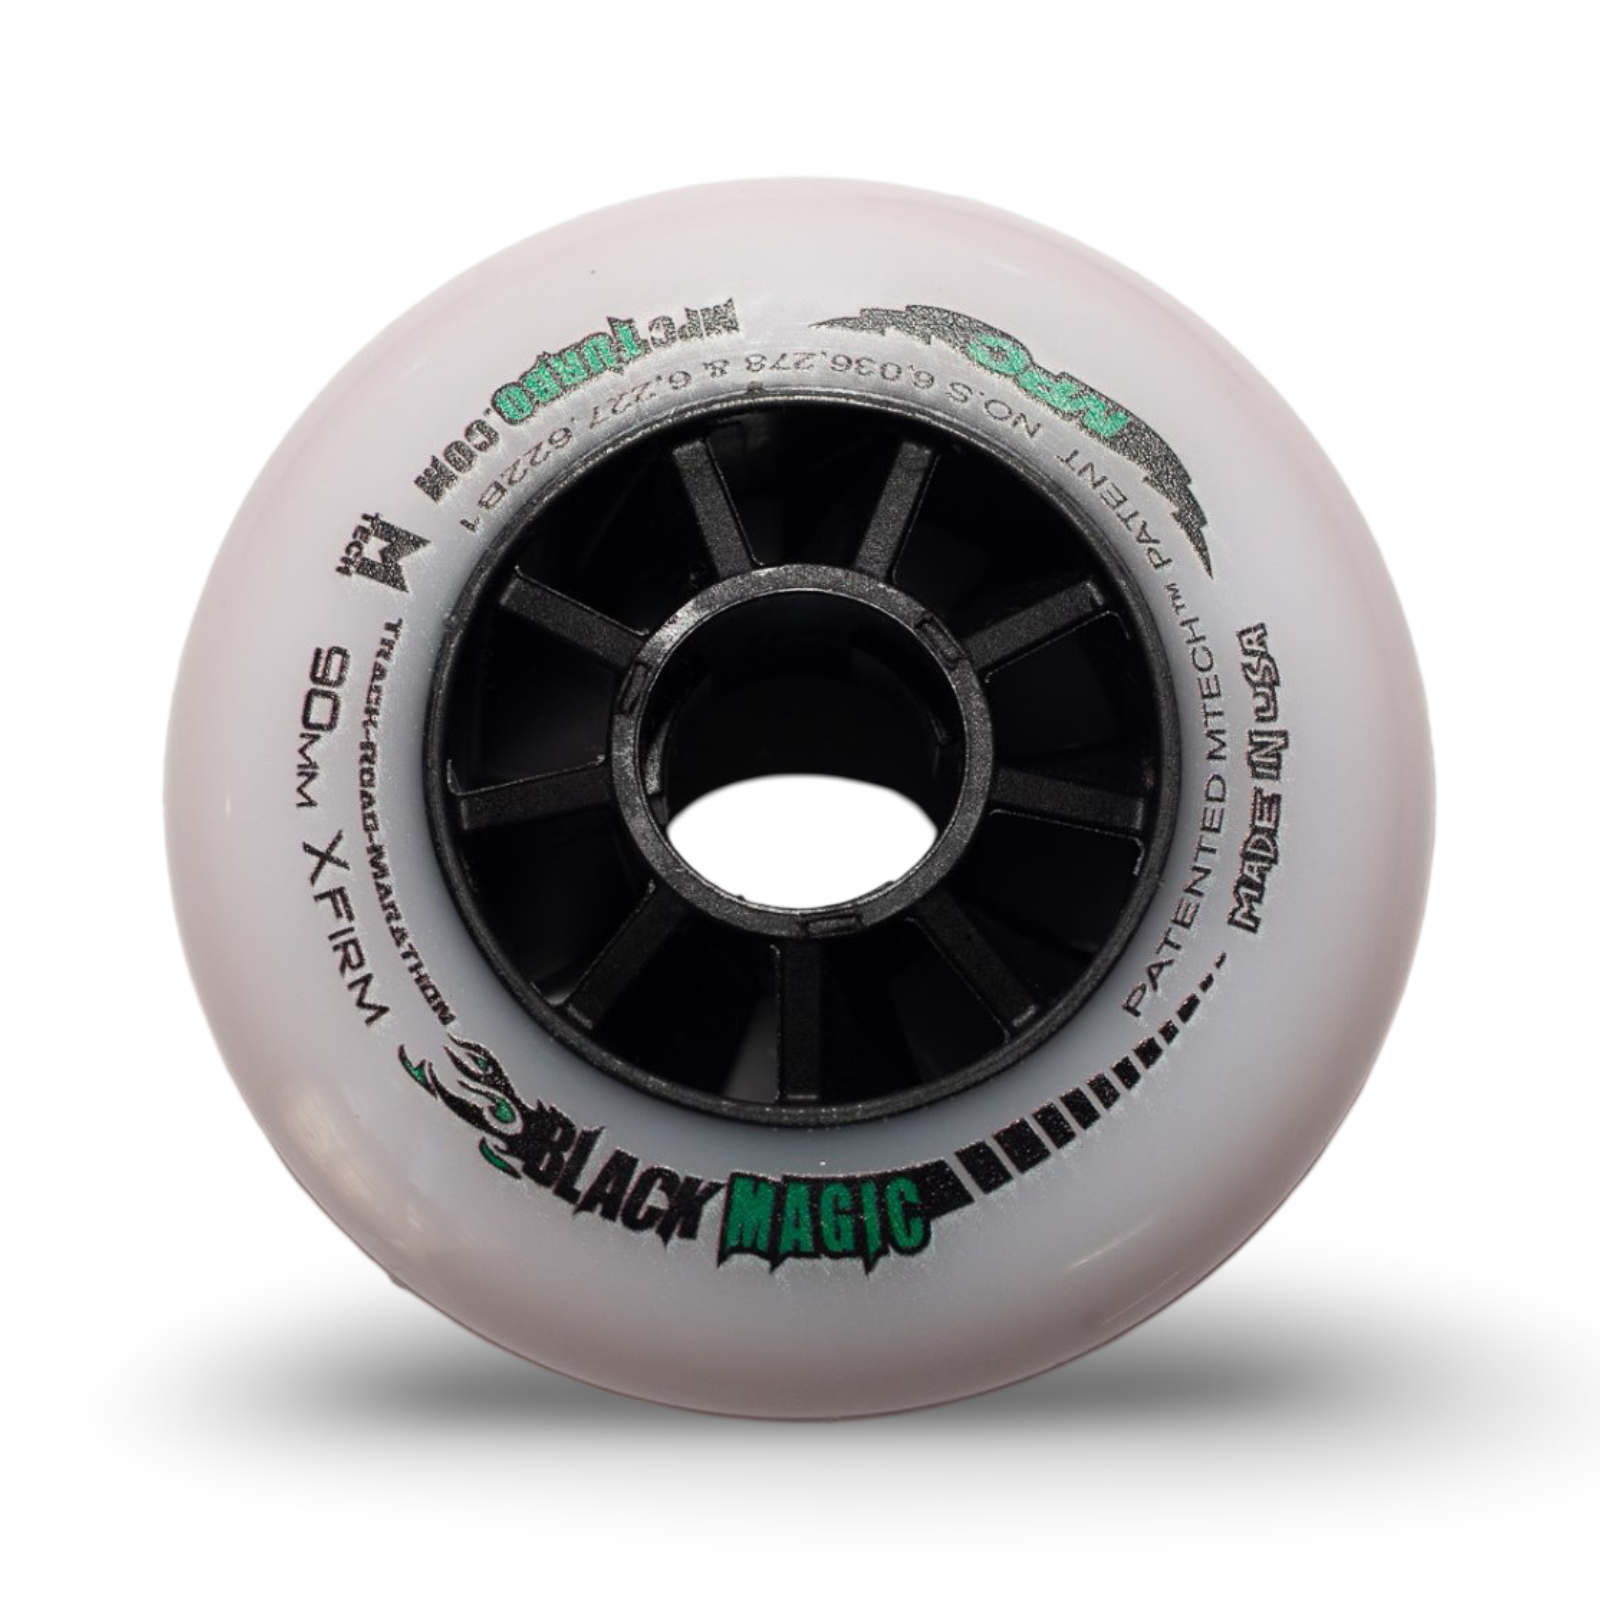 BLACK MAGIC
90MM XFIRM
TRACK-ROAD-MARATHON
M TECH
MPCTURBO.COM
MPC
MADE IN USA
PATENTED MTECH™ PATENT PATENT NO.S 6,036,278 & 6,227,622B1